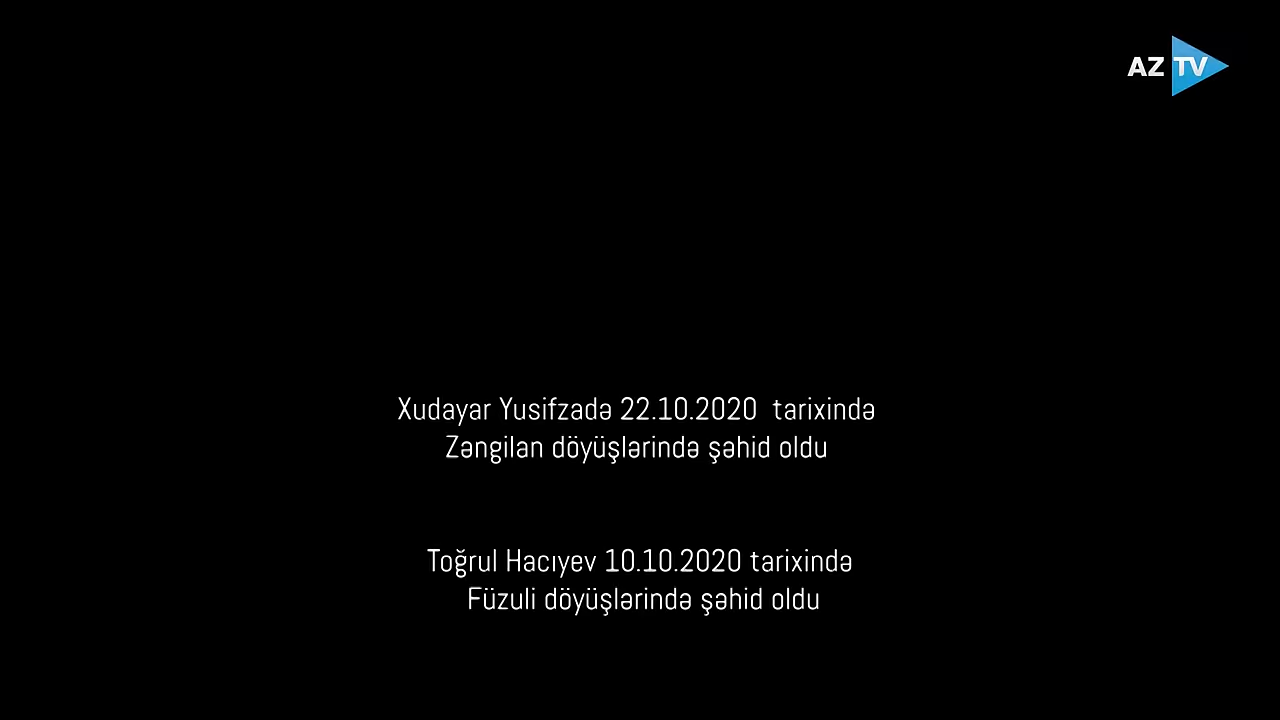 AZ TV
Xudayar Yusifzadə 22.10.2020 tarixində
Zəngilan döyüşlərində şəhid oldu
Toğrul Hacıyev 10.10.2020 tarixində
Füzuli döyüşlərində şəhid oldu